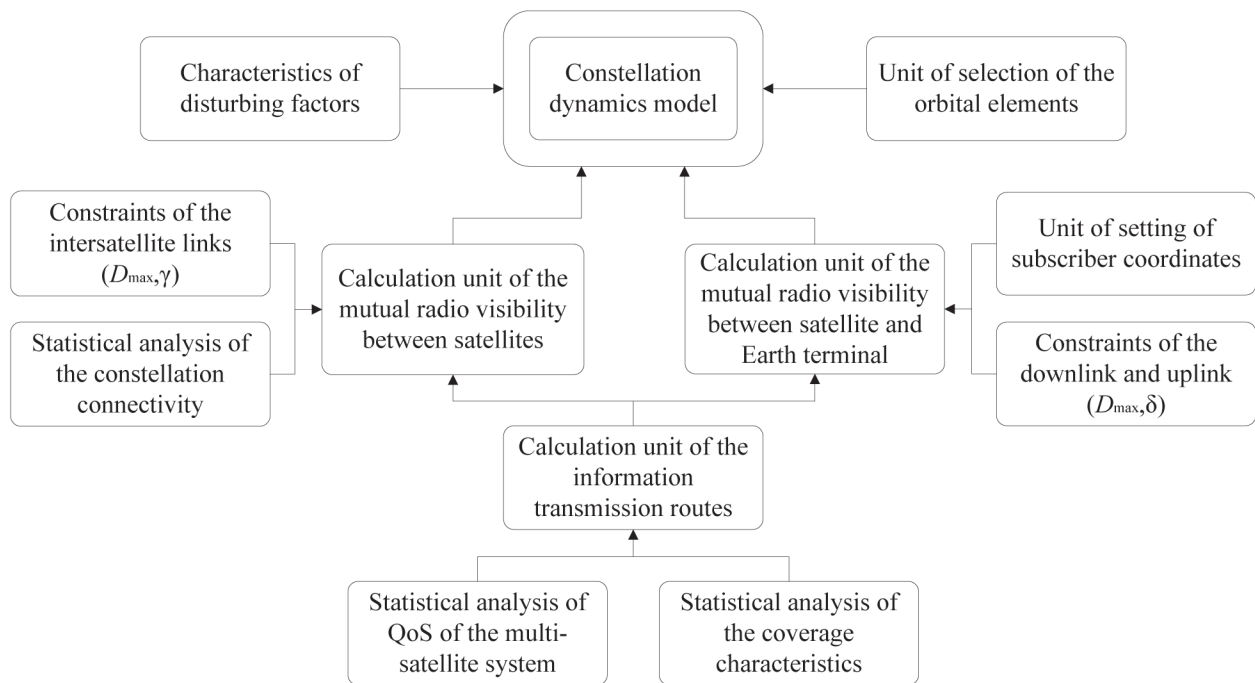 Characteristics of
disturbing factors
Constellation
dynamics model
Unit of selection of the
orbital elements
Constraints of the
intersatellite links
(Dmax,γ)
Calculation unit of the
mutual radio visibility
between satellites
Calculation unit of the
mutual radio visibility
between satellite and
Earth terminal
Unit of setting of
subscriber coordinates
Statistical analysis of
the constellation
connectivity
Constraints of the
downlink and uplink
(Dmax,δ)
Calculation unit of the
information
transmission routes
Statistical analysis of
QoS of the multi-
satellite system
Statistical analysis of
the coverage
characteristics